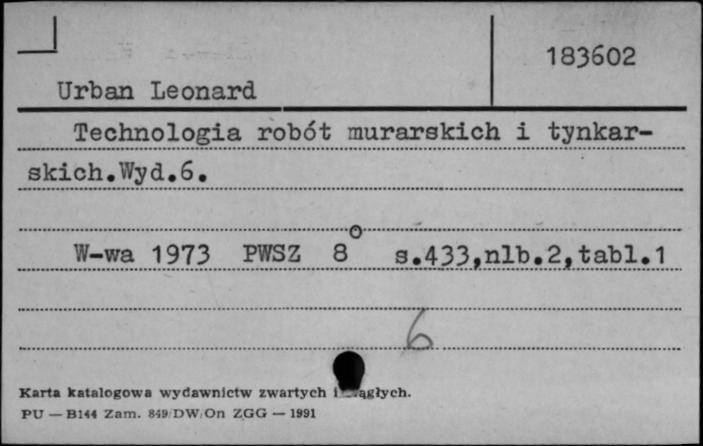 183602
Urban Leonard
Technologia robót murarskich i tynkar-
skich.Wyd.6.
W-wa 1973 PWSZ 8° s.433,nlb.2,tabl.1
6
Karta katalogowa wydawnictw zwartych i
PU — B144 Zam. 849/DW/On ZGG — 1991